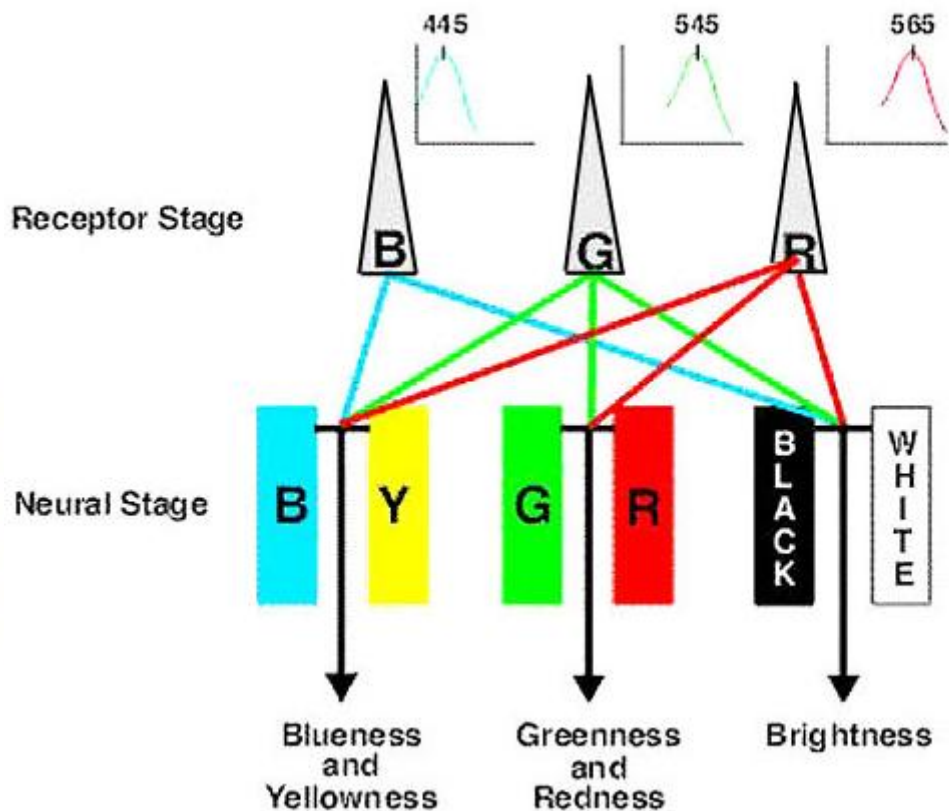 445
545
565
Receptor Stage
B
G
R
Neural Stage
B
Y
G
R
BLACK
WHITE
Blueness
and
Yellowness
Greenness
and
Redness
Brightness